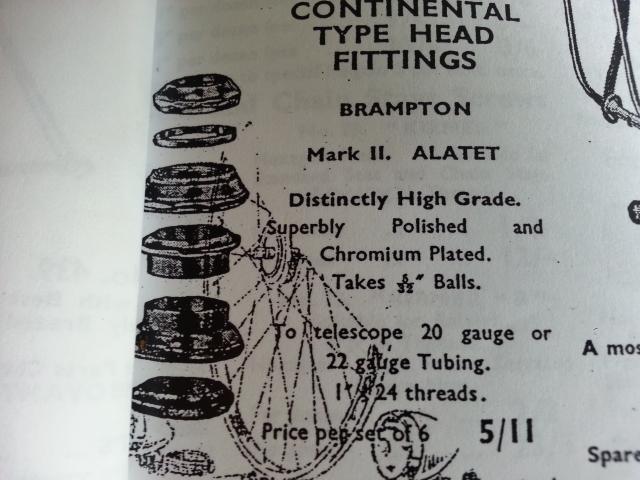 CONTINENTAL
TYPE HEAD
FITTINGS
BRAMPTON
Mark II. ALATET
Distinctly High Grade.
Superbly Polished and
Chromium Plated.
Takes 5/32" Balls.
To telescope 20 gauge or
22 gauge Tubing.
1" x 24 threads.
Price per set of 6 5/11
A mos
Spare